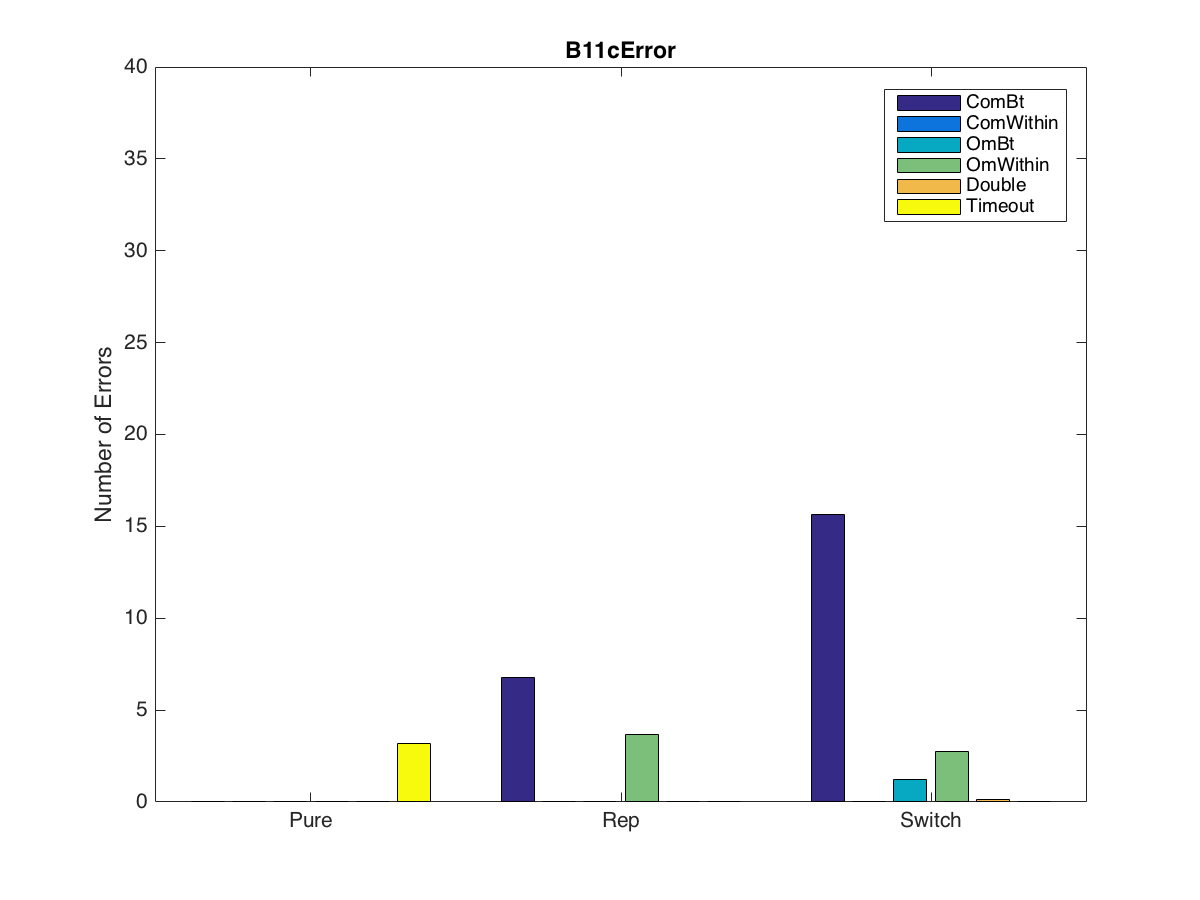 B11cError
40
35
30
25
20
15
10
5
0
Number of Errors
ComBt
ComWithin
OmBt
OmWithin
Double
Timeout
Pure
Rep
Switch